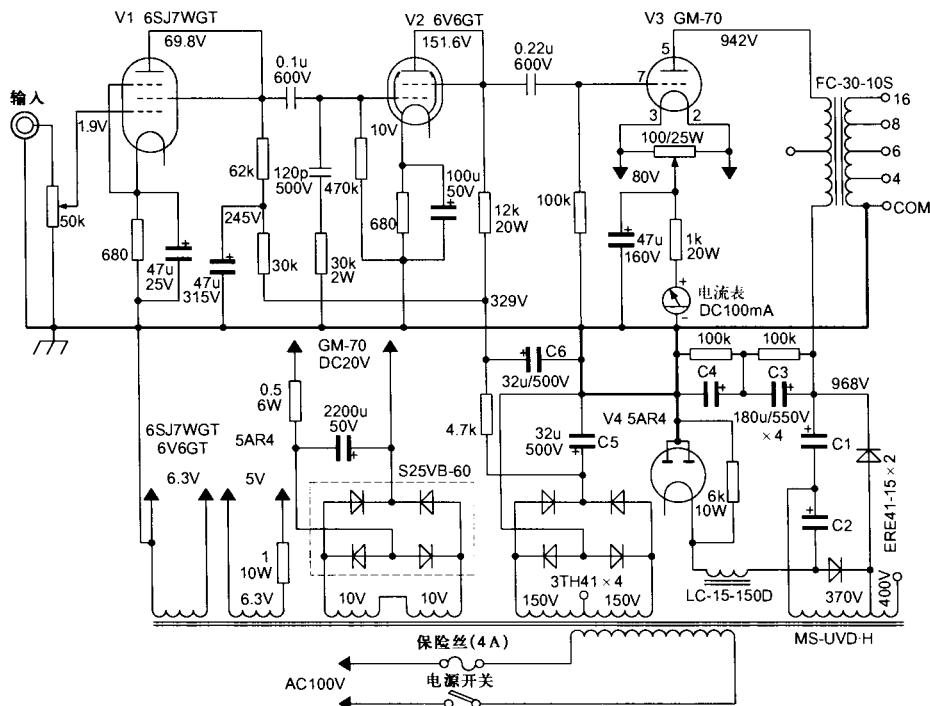 V1 6SJ7WGT
69.8V
V2 6V6GT
151.6V
V3 GM-70
942V
0.1u
600V
0.22u
600V
5
7
3
2
FC-30-10S
16
8
6
4
COM
输入
1.9V
10V
100/25W
80V
62k
120p
500V
470k
100u
50V
50k
680
245V
680
12k
20W
100k
47u
160V
1k
20W
47u
25V
47u
315V
30k
30k
2W
329V
电流表
DC100mA
GM-70
DC20V
C6
32u/500V
100k
100k
C4
C3
968V
0.5
6W
2200u
50V
180u/550V
×4
6SJ7WGT
6V6GT
5AR4
4.7k
32u
500V
C5
V4 5AR4
C1
6.3V
5V
S25VB-60
6k
10W
C2
ERE41-15×2
1
10W
6.3V
10V
10V
3TH41×4
150V
150V
LC-15-150D
370V
400V
MS-UVD·H
保险丝(4A)
AC100V
电源开关